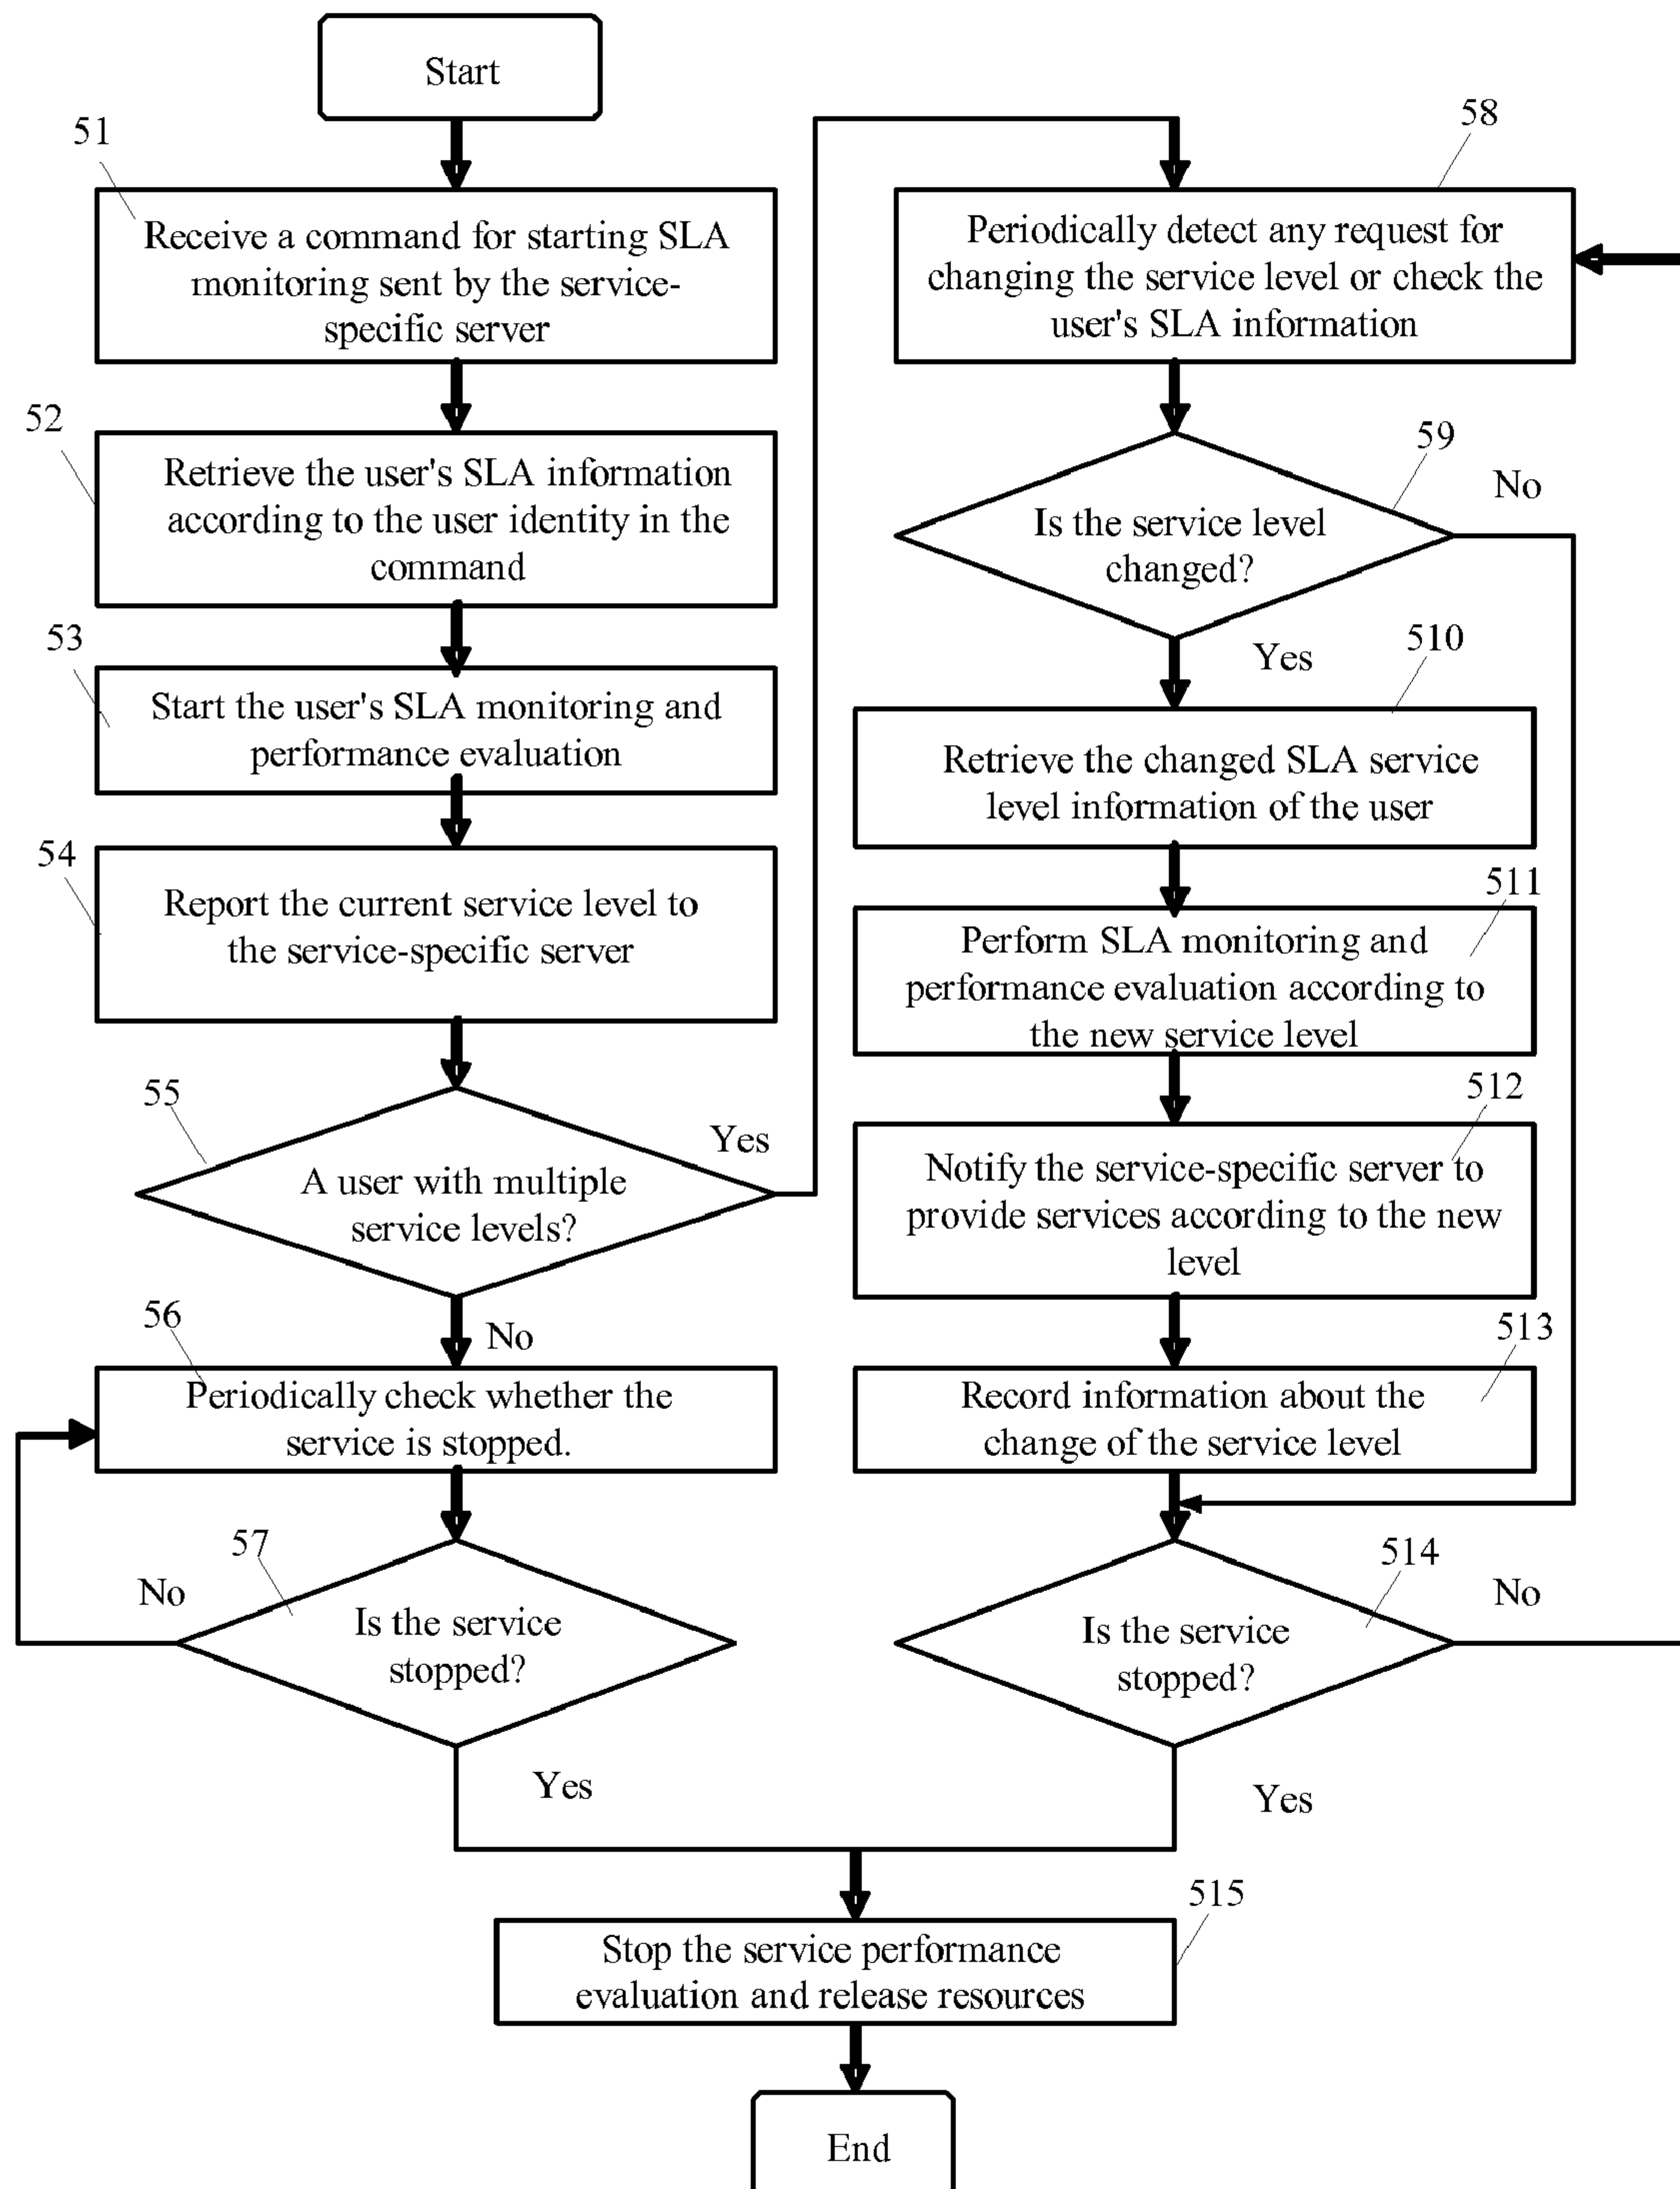 Start
51
Receive a command for starting SLA
monitoring sent by the service-
specific server
52
Retrieve the user's SLA information
according to the user identity in the
command
53
Start the user's SLA monitoring and
performance evaluation
54
Report the current service level to
the service-specific server
55
Yes
A user with multiple
service levels?
56
No
Periodically check whether the
service is stopped.
57
No
Is the service
stopped?
Yes
58
Periodically detect any request for
changing the service level or check the
user's SLA information
59
No
Is the service level
changed?
Yes
510
Retrieve the changed SLA service
level information of the user
511
Perform SLA monitoring and
performance evaluation according to
the new service level
512
Notify the service-specific server to
provide services according to the new
level
513
Record information about the
change of the service level
514
No
Is the service
stopped?
Yes
515
Stop the service performance
evaluation and release resources
End